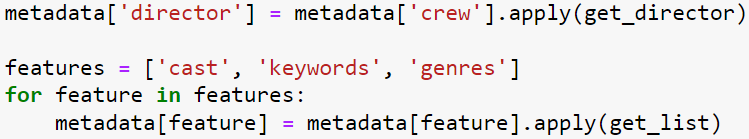 metadata['director'] = metadata['crew'].apply(get_director)
features = ['cast', 'keywords', 'genres']
for feature in features:
    metadata[feature] = metadata[feature].apply(get_list)